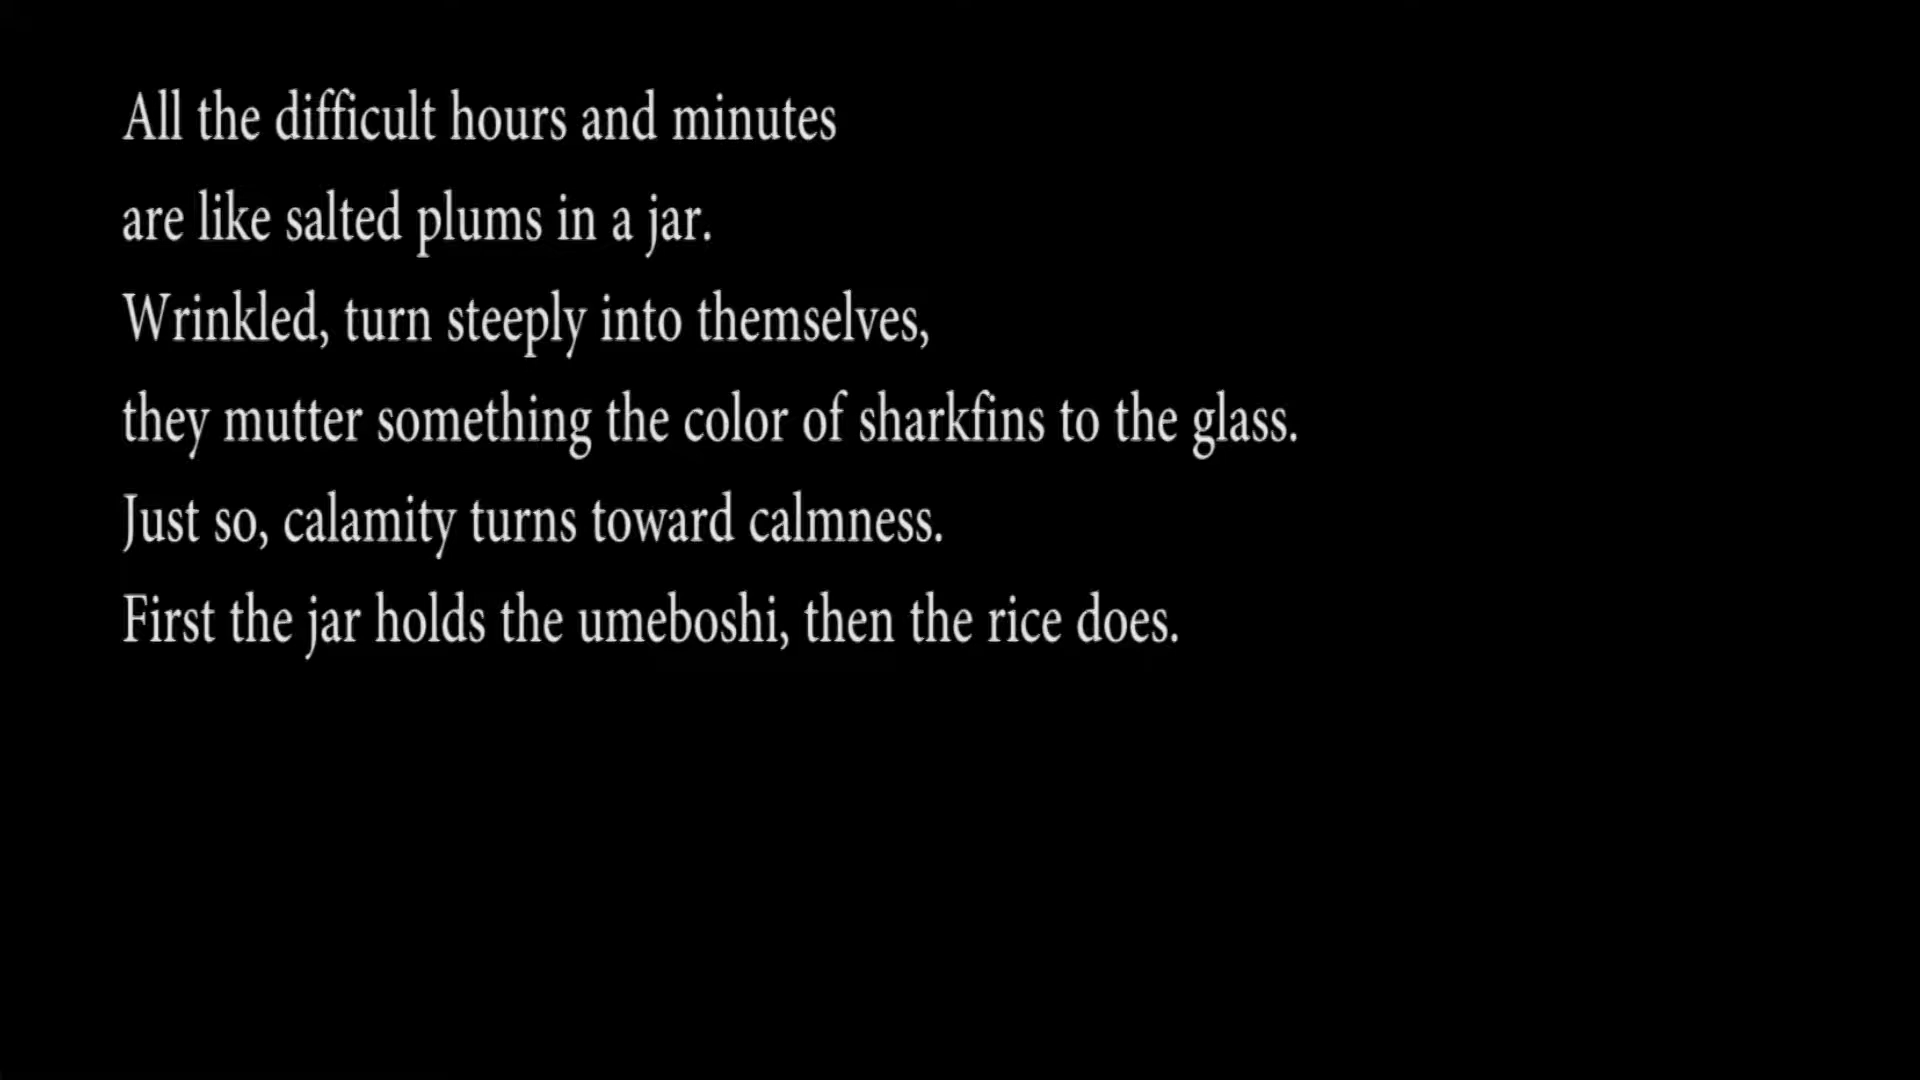 All the difficult hours and minutes
are like salted plums in a jar.
Wrinkled, turn steeply into themselves,
they mutter something the color of sharkfins to the glass.
Just so, calamity turns toward calmness.
First the jar holds the umeboshi, then the rice does.